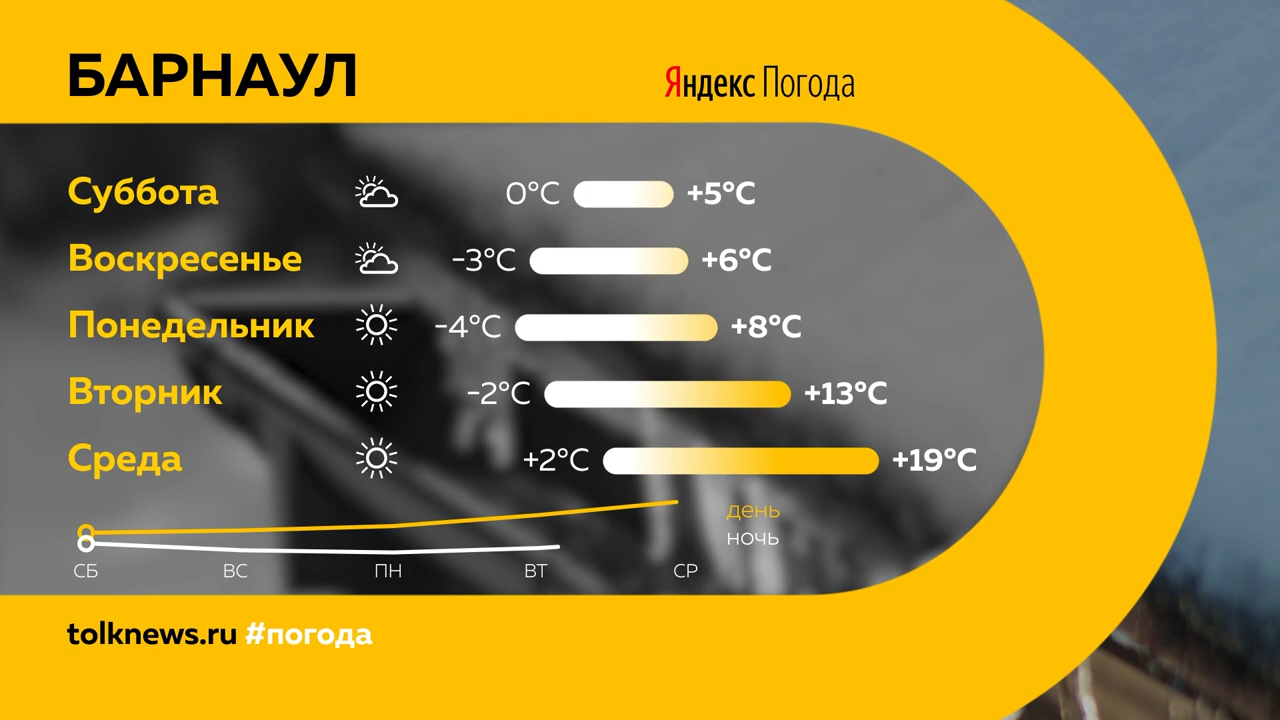 БАРНАУЛ
Яндекс Погода
Суббота 0°C +5°C
Воскресенье -3°C +6°C
Понедельник -4°C +8°C
Вторник -2°C +13°C
Среда +2°C +19°C
день
ночь
СБ ВС ПН ВТ СР
tolknews.ru #погода